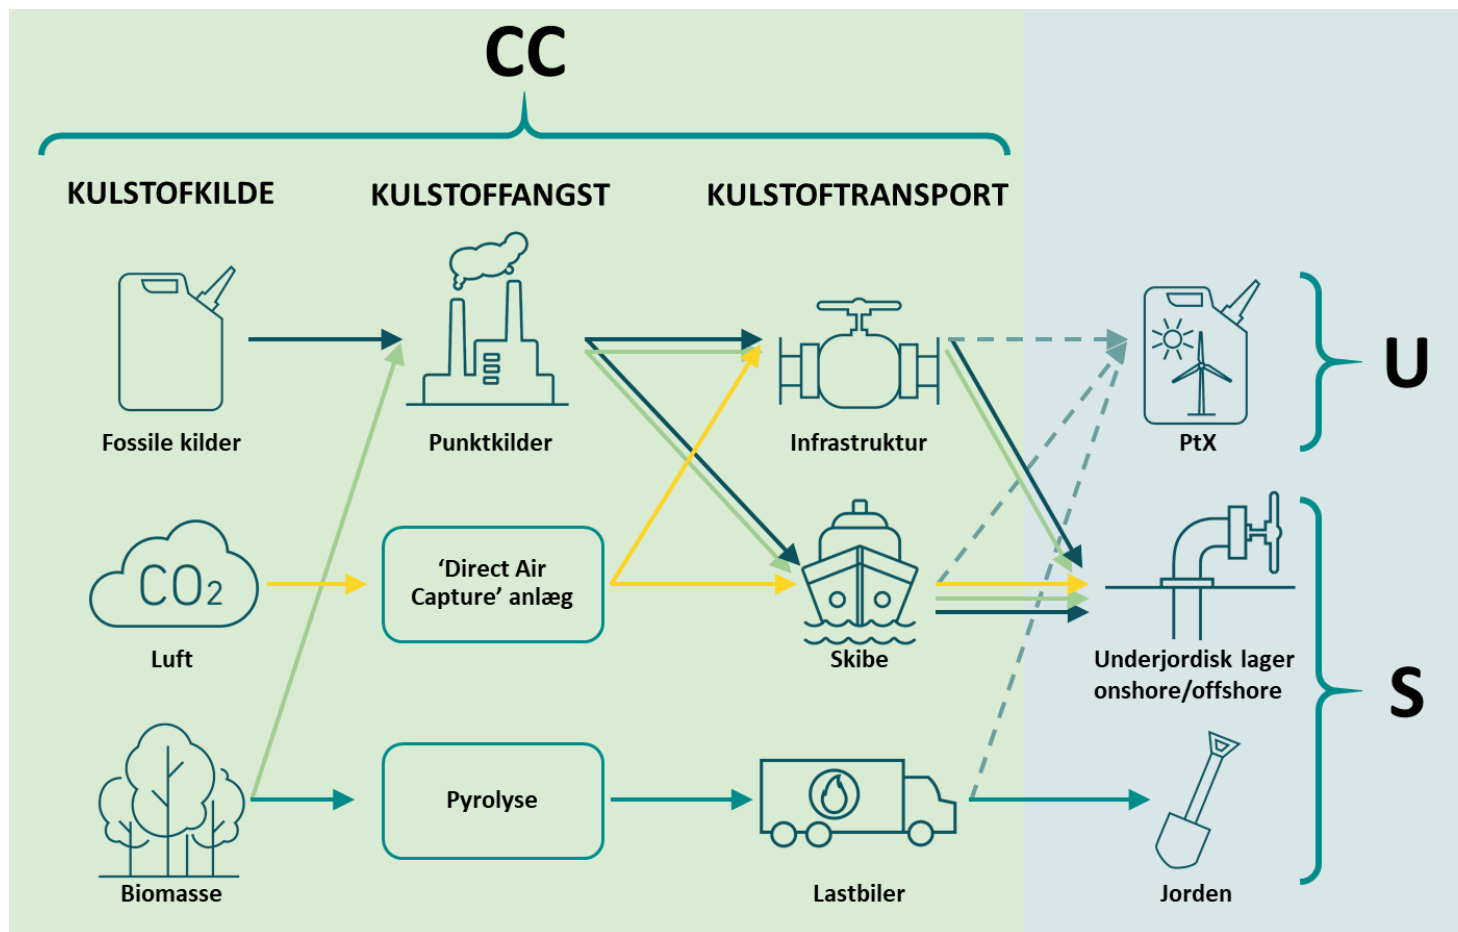 CC
KULSTOFKILDE
KULSTOFFANGST
KULSTOFTRANSPORT
Fossile kilder
Punktkilder
Infrastruktur
PtX
U
CO2
Luft
‘Direct Air
Capture’ anlæg
Skibe
Underjordisk lager
onshore/offshore
S
Biomasse
Pyrolyse
Lastbiler
Jorden